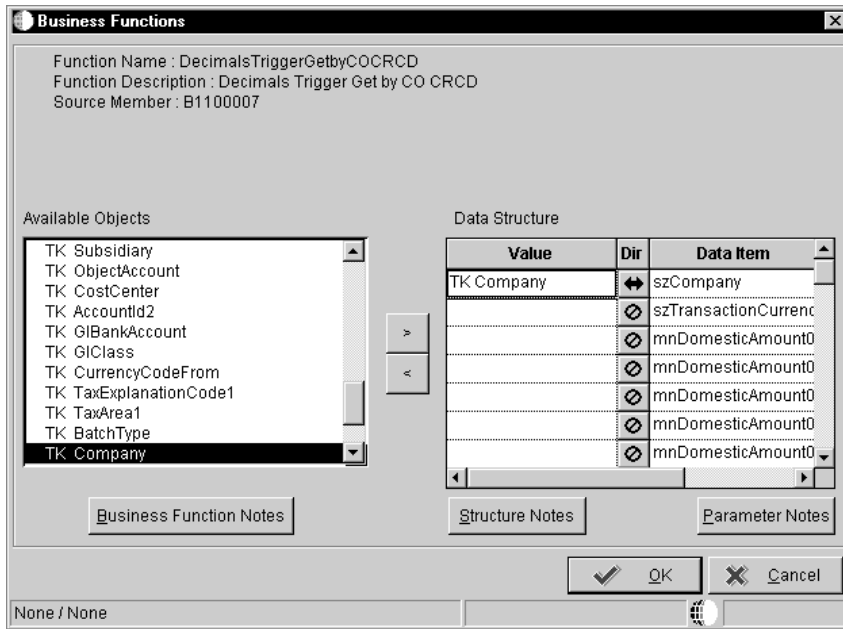 Business Functions
Function Name : DecimalsTriggerGetbyCOCRCD
Function Description : Decimals Trigger Get by CO CRCD
Source Member : B1100007
Available Objects
TK Subsidiary
TK ObjectAccount
TK CostCenter
TK AccountId2
TK GlBankAccount
TK GlClass
TK CurrencyCodeFrom
TK TaxExplanationCode1
TK TaxArea1
TK BatchType
TK Company
>
<
Data Structure
Value Dir Data Item
TK Company szCompany
szTransactionCurrenc
mnDomesticAmount0
mnDomesticAmount0
mnDomesticAmount0
mnDomesticAmount0
mnDomesticAmount0
Business Function Notes
Structure Notes
Parameter Notes
OK
Cancel
None / None